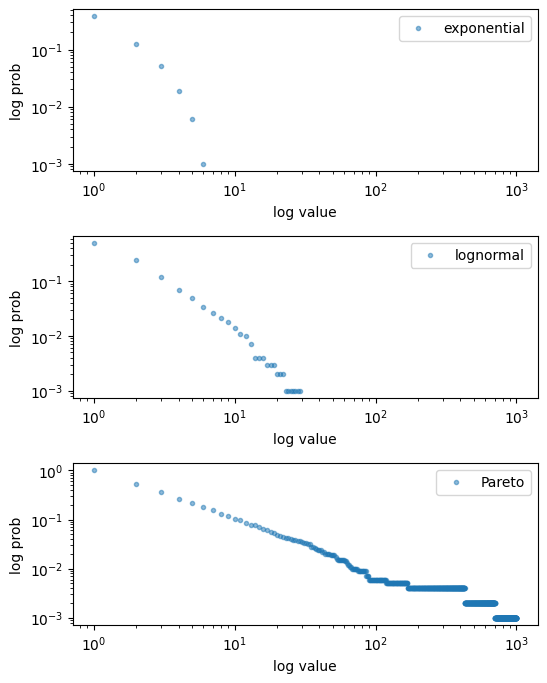 exponential
10⁻¹
10⁻²
10⁻³
log prob
10⁰ 10¹ 10² 10³
log value
lognormal
10⁻¹
10⁻²
10⁻³
log prob
10⁰ 10¹ 10² 10³
log value
Pareto
10⁰
10⁻¹
10⁻²
10⁻³
log prob
10⁰ 10¹ 10² 10³
log value